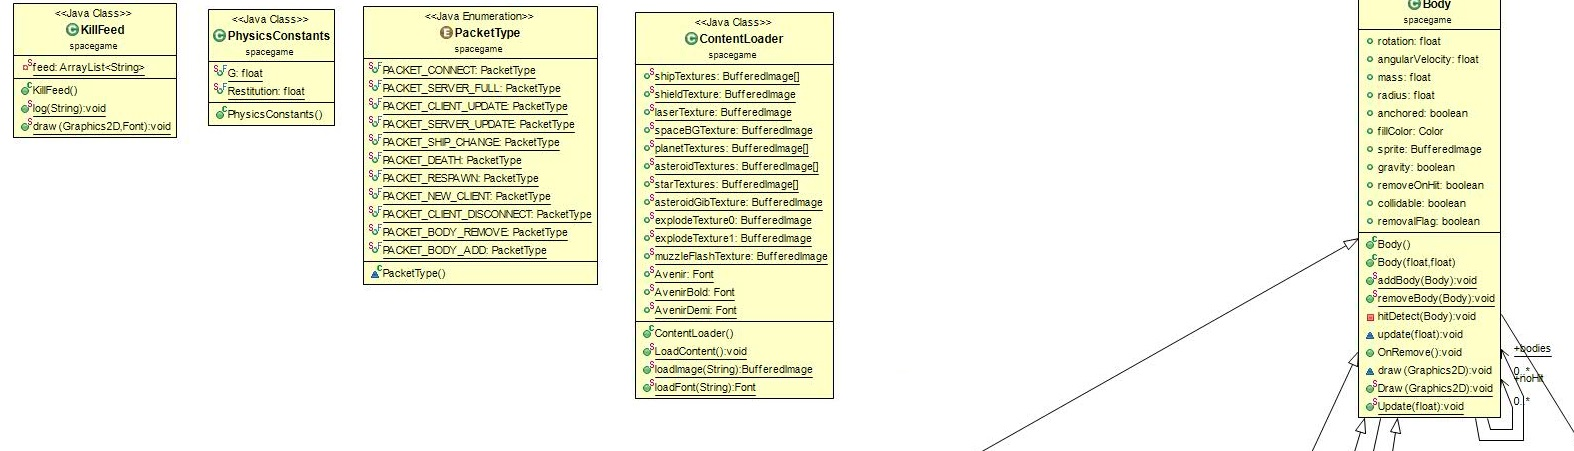 <<Java Class>>
KillFeed
spacegame
feed: ArrayList<String>
KillFeed()
log(String):void
draw(Graphics2D,Font):void
<<Java Class>>
PhysicsConstants
spacegame
G: float
Restitution: float
PhysicsConstants()
<<Java Enumeration>>
PacketType
spacegame
PACKET_CONNECT: PacketType
PACKET_SERVER_FULL: PacketType
PACKET_CLIENT_UPDATE: PacketType
PACKET_SERVER_UPDATE: PacketType
PACKET_SHIP_CHANGE: PacketType
PACKET_DEATH: PacketType
PACKET_RESPAWN: PacketType
PACKET_NEW_CLIENT: PacketType
PACKET_CLIENT_DISCONNECT: PacketType
PACKET_BODY_REMOVE: PacketType
PACKET_BODY_ADD: PacketType
PacketType()
<<Java Class>>
ContentLoader
spacegame
shipTextures: BufferedImage[]
shieldTexture: BufferedImage
laserTexture: BufferedImage
spaceBGTexture: BufferedImage
planetTextures: BufferedImage[]
asteroidTextures: BufferedImage[]
starTextures: BufferedImage[]
asteroidGibTexture: BufferedImage
explodeTexture0: BufferedImage
explodeTexture1: BufferedImage
muzzleFlashTexture: BufferedImage
Avenir: Font
AvenirBold: Font
AvenirDemi: Font
ContentLoader()
LoadContent():void
loadImage(String):BufferedImage
loadFont(String):Font
Body
spacegame
rotation: float
angularVelocity: float
mass: float
radius: float
anchored: boolean
fillColor: Color
sprite: BufferedImage
gravity: boolean
removeOnHit: boolean
collidable: boolean
removalFlag: boolean
Body()
Body(float,float)
addBody(Body):void
removeBody(Body):void
hitDetect(Body):void
update(float):void
OnRemove():void
draw(Graphics2D):void
Draw(Graphics2D):void
Update(float):void
+bodies
0..*
+noHit
0..*